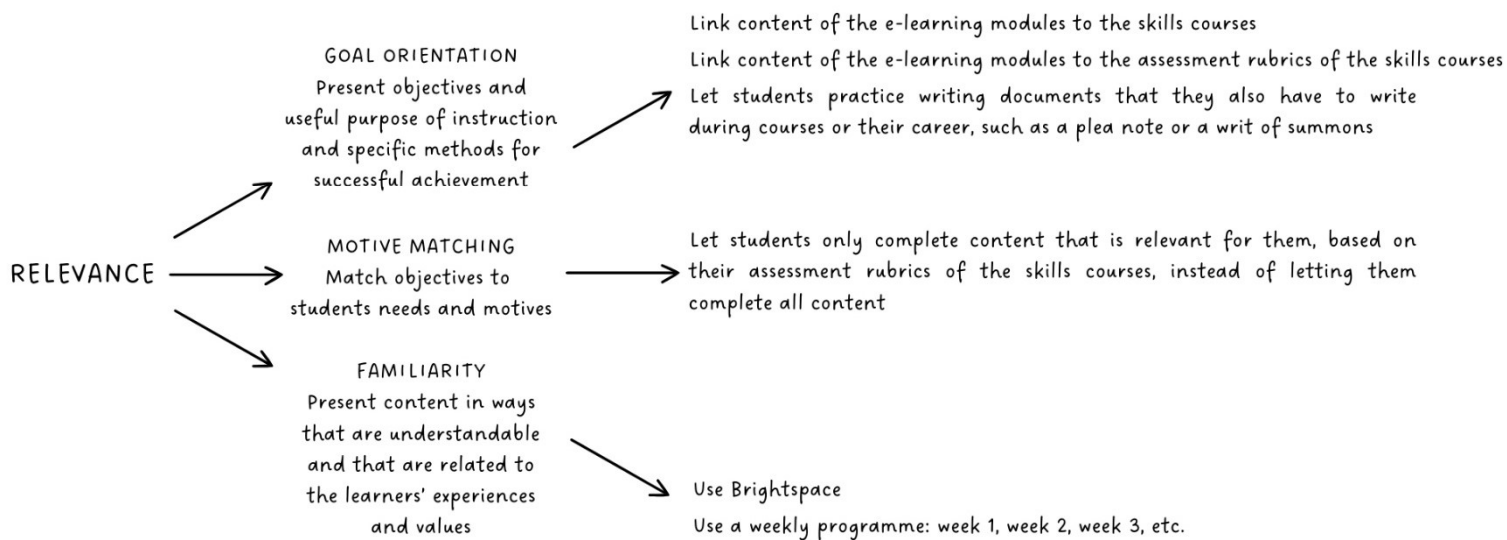 RELEVANCE
GOAL ORIENTATION
Present objectives and
useful purpose of instruction
and specific methods for
successful achievement
Link content of the e-learning modules to the skills courses
Link content of the e-learning modules to the assessment rubrics of the skills courses
Let students practice writing documents that they also have to write
during courses or their career, such as a plea note or a writ of summons
MOTIVE MATCHING
Match objectives to
students needs and motives
Let students only complete content that is relevant for them, based on
their assessment rubrics of the skills courses, instead of letting them
complete all content
FAMILIARITY
Present content in ways
that are understandable
and that are related to
the learners' experiences
and values
Use Brightspace
Use a weekly programme: week 1, week 2, week 3, etc.